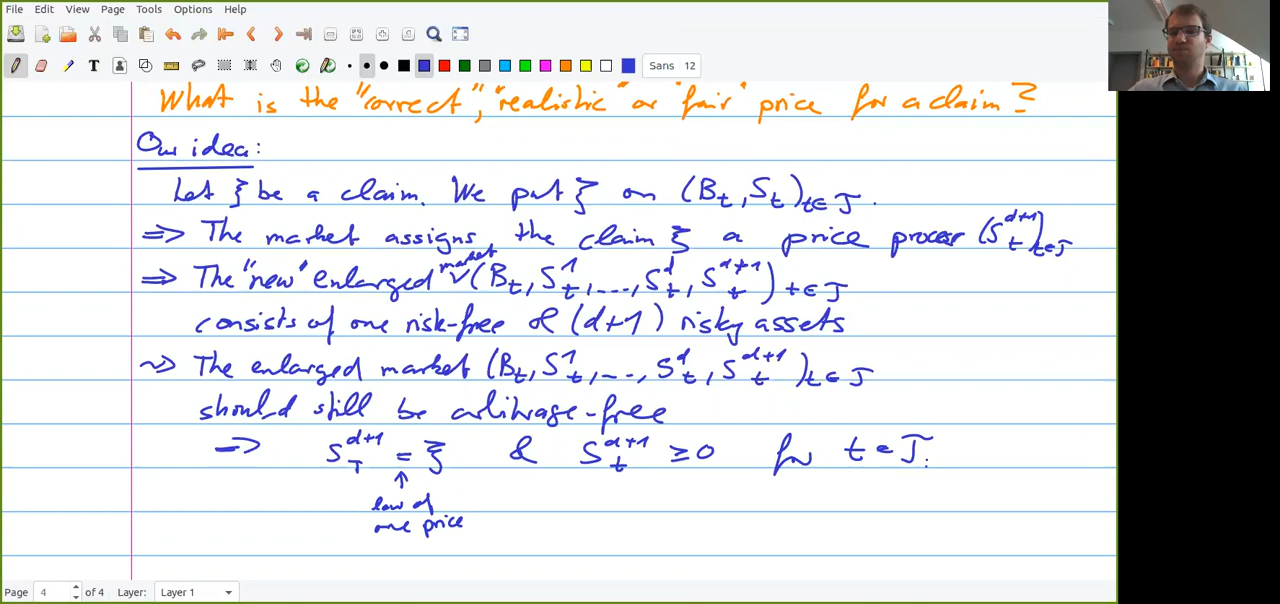 File Edit View Page Tools Options Help
Sans 12
What is the "correct", "realistic" or "fair" price for a claim?
Our idea:
Let ξ be a claim. We put ξ on (B_t, S_t)_{t∈J}.
⇒ The market assigns the claim ξ a price process (S_t^{d+1})_{t∈J}
⇒ The "new" enlarged market (B_t, S_t^1, ..., S_t^d, S_t^{d+1})_{t∈J}
consists of one risk-free & (d+1) risky assets
⇝ The enlarged market (B_t, S_t^1, ..., S_t^d, S_t^{d+1})_{t∈J}
should still be arbitrage-free
⇒ S_T^{d+1} = ξ & S_t^{d+1} ≥ 0 for t∈J.
↑
law of
one price
Page 4 of 4 Layer: Layer 1